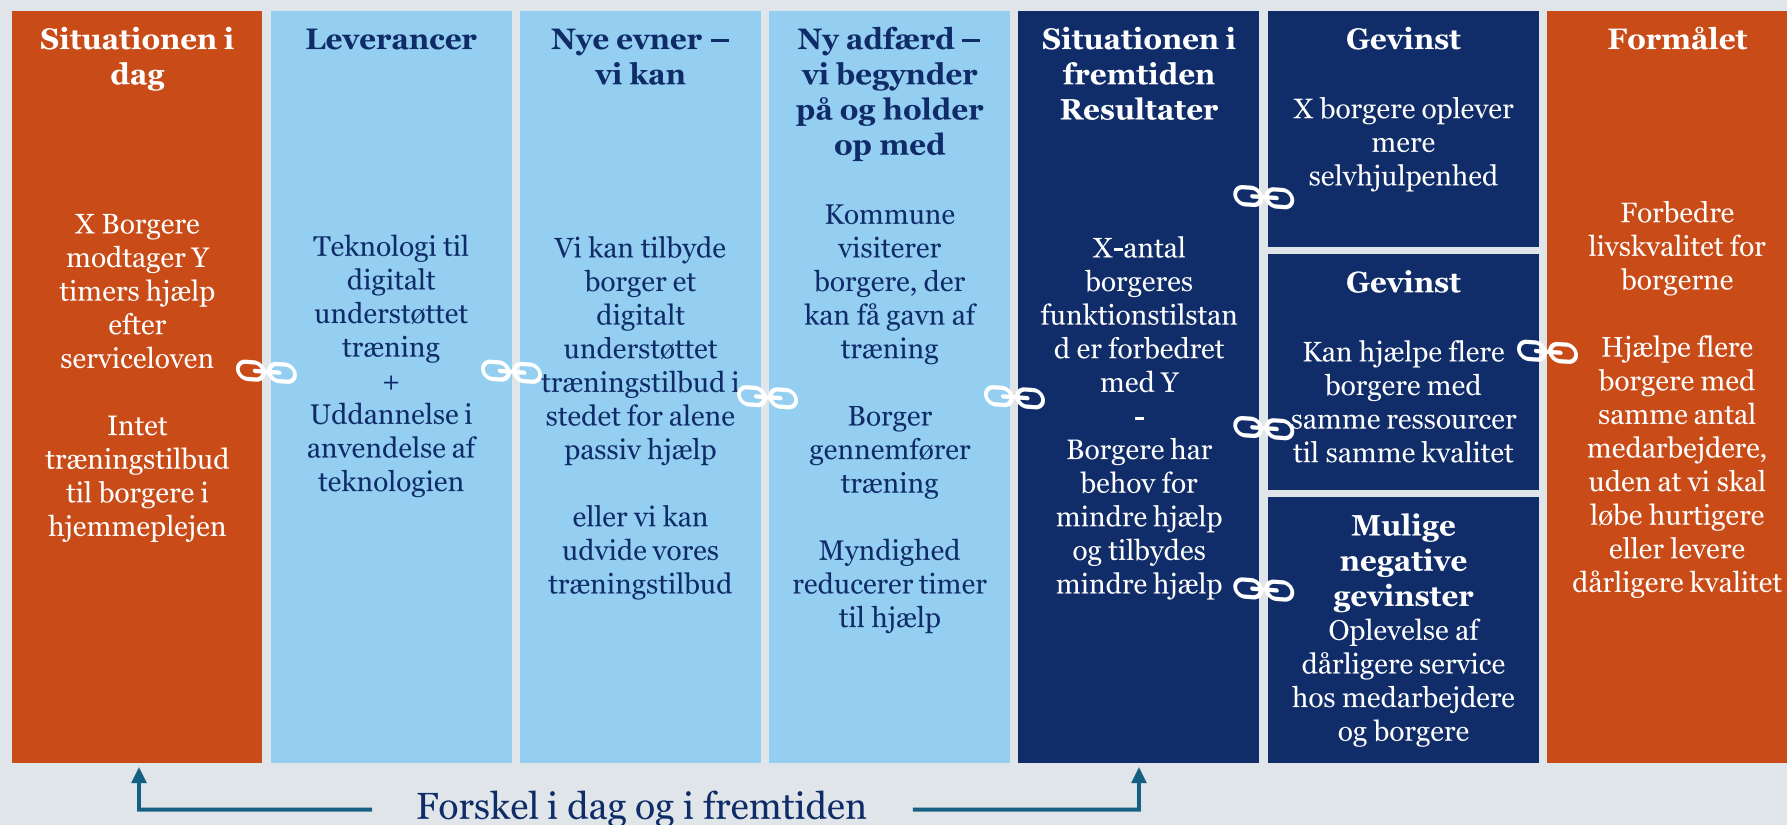 Situationen i
dag
X Borgere
modtager Y
timers hjælp
efter
serviceloven
Intet
træningstilbud
til borgere i
hjemmeplejen
Leverancer
Teknologi til
digitalt
understøttet
træning
+
Uddannelse i
anvendelse af
teknologien
Nye evner –
vi kan
Vi kan tilbyde
borger et
digitalt
understøttet
træningstilbud i
stedet for alene
passiv hjælp
eller vi kan
udvide vores
træningstilbud
Ny adfærd –
vi begynder
på og holder
op med
Kommune
visiterer
borgere, der
kan få gavn af
træning
Borger
gennemfører
træning
Myndighed
reducerer timer
til hjælp
Situationen i
fremtiden
Resultater
X-antal
borgeres
funktionstilstan
d er forbedret
med Y
-
Borgere har
behov for
mindre hjælp
og tilbydes
mindre hjælp
Gevinst
X borgere oplever
mere
selvhjulpenhed
Gevinst
Kan hjælpe flere
borgere med
samme ressourcer
til samme kvalitet
Mulige
negative
gevinster
Oplevelse af
dårligere service
hos medarbejdere
og borgere
Formålet
Forbedre
livskvalitet for
borgerne
Hjælpe flere
borgere med
samme antal
medarbejdere,
uden at vi skal
løbe hurtigere
eller levere
dårligere kvalitet
Forskel i dag og i fremtiden